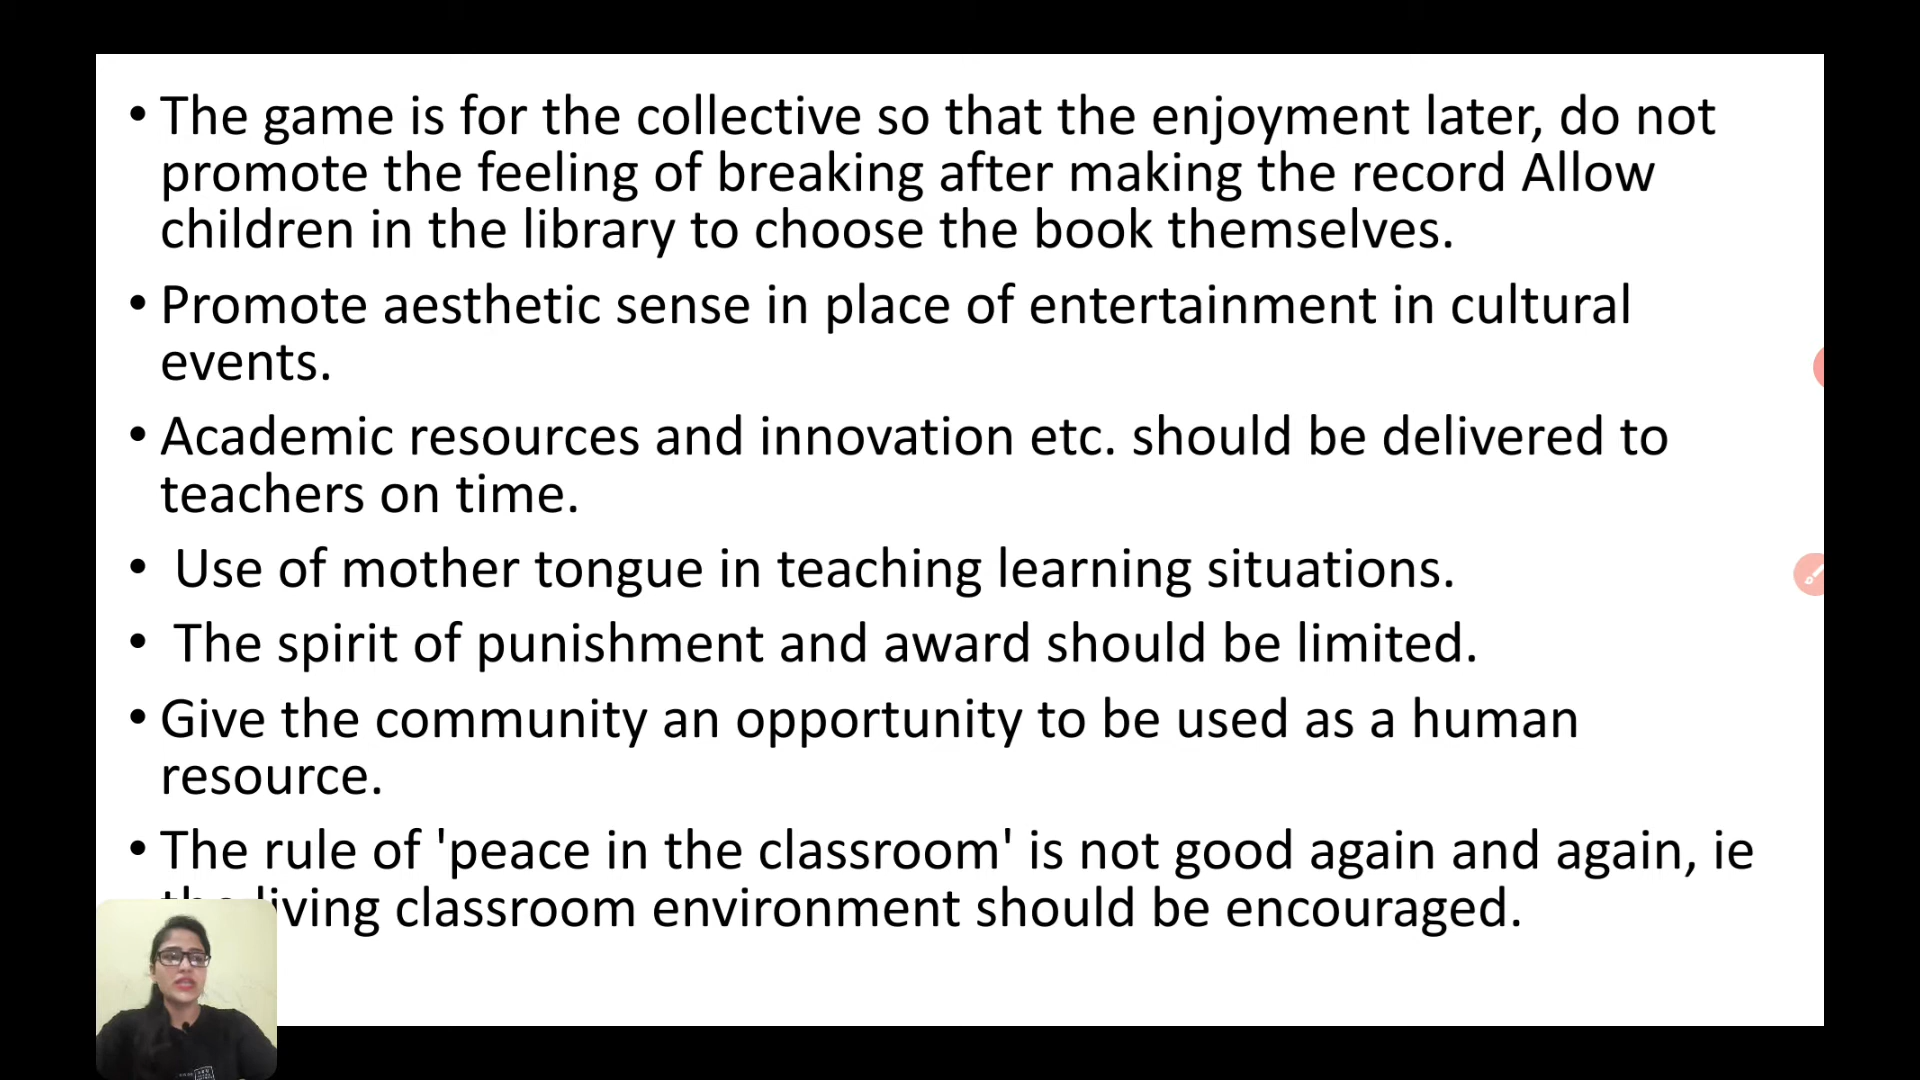 • The game is for the collective so that the enjoyment later, do not
promote the feeling of breaking after making the record Allow
children in the library to choose the book themselves.
• Promote aesthetic sense in place of entertainment in cultural
events.
• Academic resources and innovation etc. should be delivered to
teachers on time.
• Use of mother tongue in teaching learning situations.
• The spirit of punishment and award should be limited.
• Give the community an opportunity to be used as a human
resource.
• The rule of 'peace in the classroom' is not good again and again, ie
the living classroom environment should be encouraged.